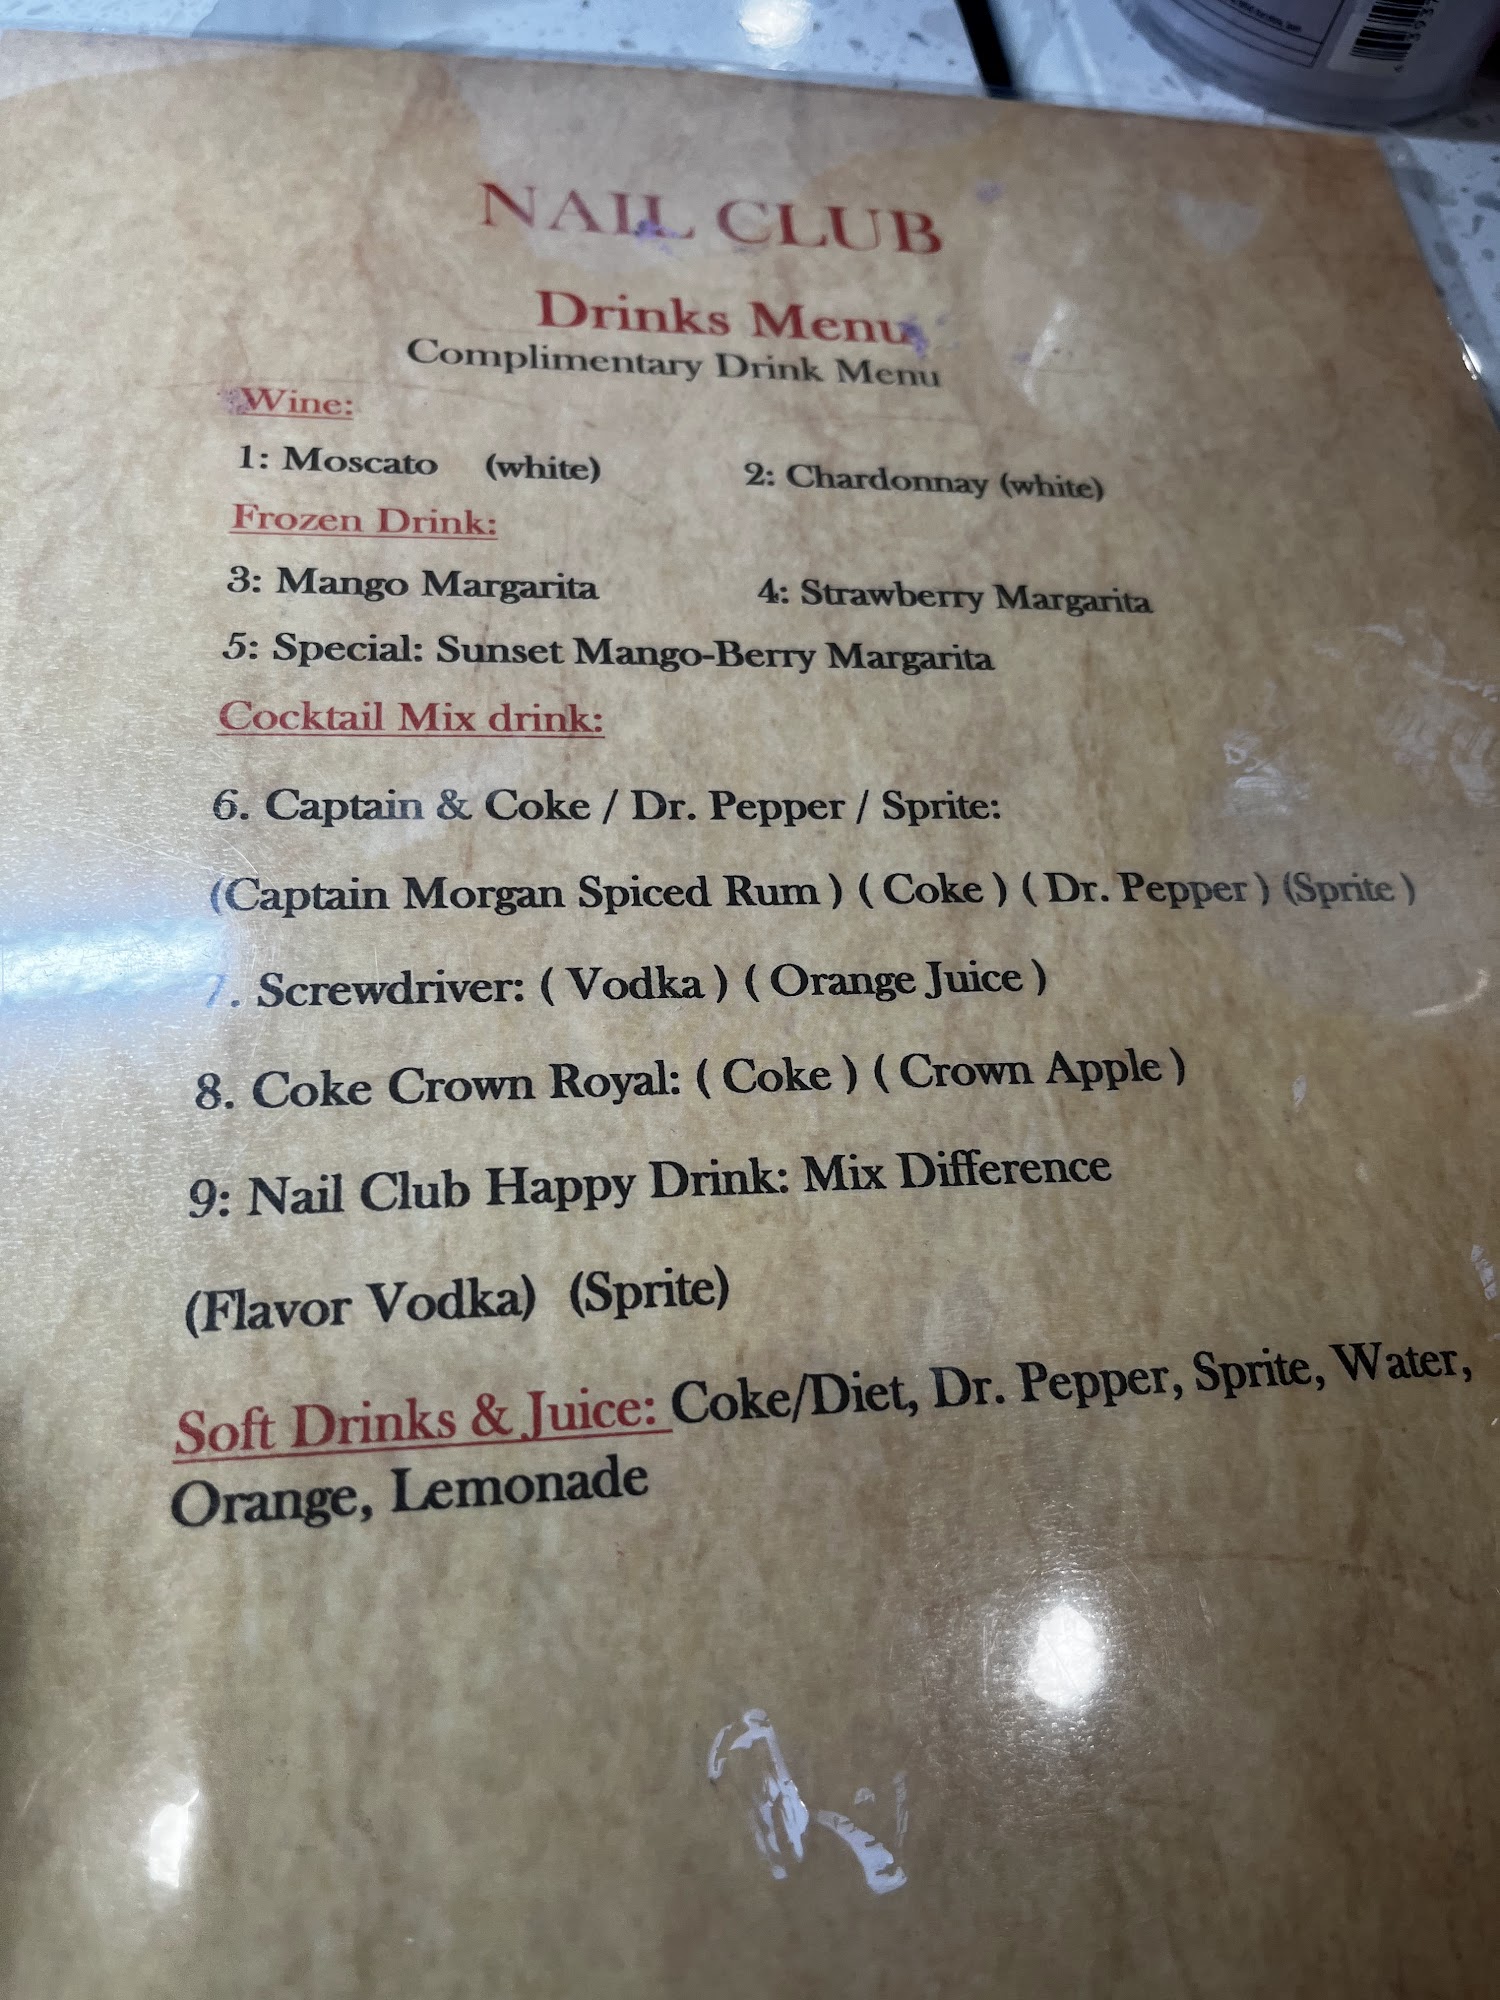 NAIL CLUB
Drinks Menu
Complimentary Drink Menu
Wine:
1: Moscato (white) 2: Chardonnay (white)
Frozen Drink:
3: Mango Margarita 4: Strawberry Margarita
5: Special: Sunset Mango-Berry Margarita
Cocktail Mix drink:
6. Captain & Coke / Dr. Pepper / Sprite:
(Captain Morgan Spiced Rum ) ( Coke ) ( Dr. Pepper ) (Sprite )
7. Screwdriver: ( Vodka ) ( Orange Juice )
8. Coke Crown Royal: ( Coke ) ( Crown Apple )
9: Nail Club Happy Drink: Mix Difference
(Flavor Vodka) (Sprite)
Soft Drinks & Juice: Coke/Diet, Dr. Pepper, Sprite, Water,
Orange, Lemonade